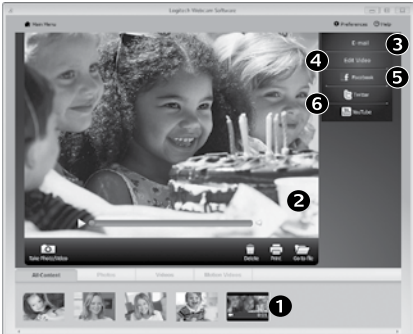 Logitech Webcam Software
Main Menu
Preferences
Help
E-mail
3
4
Edit Video
Facebook
5
6
Twitter
YouTube
2
Take Photo/Video
Delete
Print
Go to file
All Content
Photos
Videos
Motion Videos
1